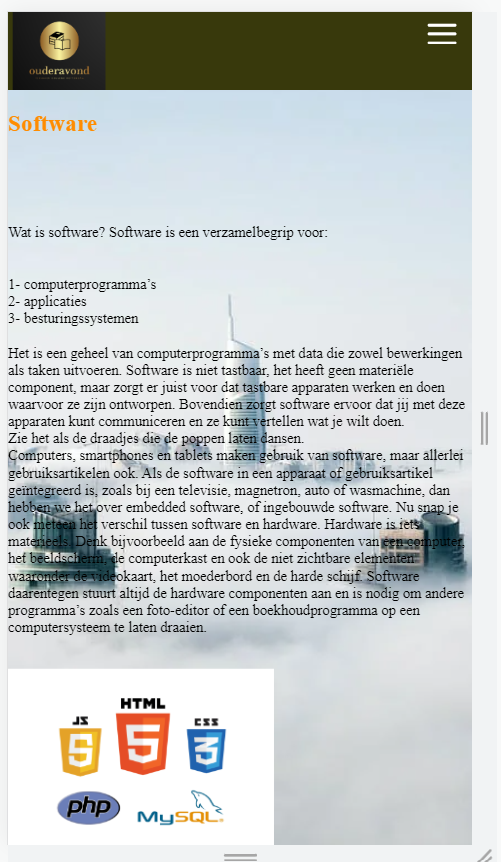 ouderavond
Software
Wat is software? Software is een verzamelbegrip voor:
1- computerprogramma’s
2- applicaties
3- besturingssystemen
Het is een geheel van computerprogramma’s met data die zowel bewerkingen
als taken uitvoeren. Software is niet tastbaar, het heeft geen materiële
component, maar zorgt er juist voor dat tastbare apparaten werken en doen
waarvoor ze zijn ontworpen. Bovendien zorgt software ervoor dat jij met deze
apparaten kunt communiceren en ze kunt vertellen wat je wilt doen.
Zie het als de draadjes die de poppen laten dansen.
Computers, smartphones en tablets maken gebruik van software, maar allerlei
gebruiksartikelen ook. Als de software in een apparaat of gebruiksartikel
geïntegreerd is, zoals bij een televisie, magnetron, auto of wasmachine, dan
hebben we het over embedded software, of ingebouwde software. Nu snap je
ook meteen het verschil tussen software en hardware. Hardware is iets
materieels. Denk bijvoorbeeld aan de fysieke componenten van een computer,
het beeldscherm, de computerkast en ook de niet zichtbare elementen
waaronder de videokaart, het moederbord en de harde schijf. Software
daarentegen stuurt altijd de hardware componenten aan en is nodig om andere
programma’s zoals een foto-editor of een boekhoudprogramma op een
computersysteem te laten draaien.
HTML
JS
CSS
5
5
3
php
MySQL